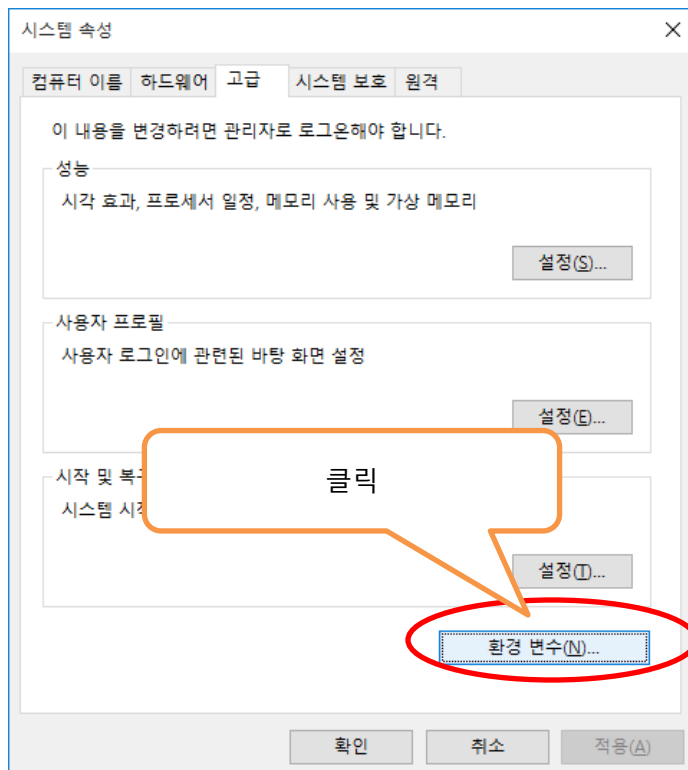 시스템 속성
컴퓨터 이름 하드웨어 고급 시스템 보호 원격
이 내용을 변경하려면 관리자로 로그온해야 합니다.
성능
시각 효과, 프로세서 일정, 메모리 사용 및 가상 메모리
설정(S)...
사용자 프로필
사용자 로그인에 관련된 바탕 화면 설정
설정(E)...
시작 및
시스템
클릭
설정(T)...
환경 변수(N)...
확인 취소 적용(A)